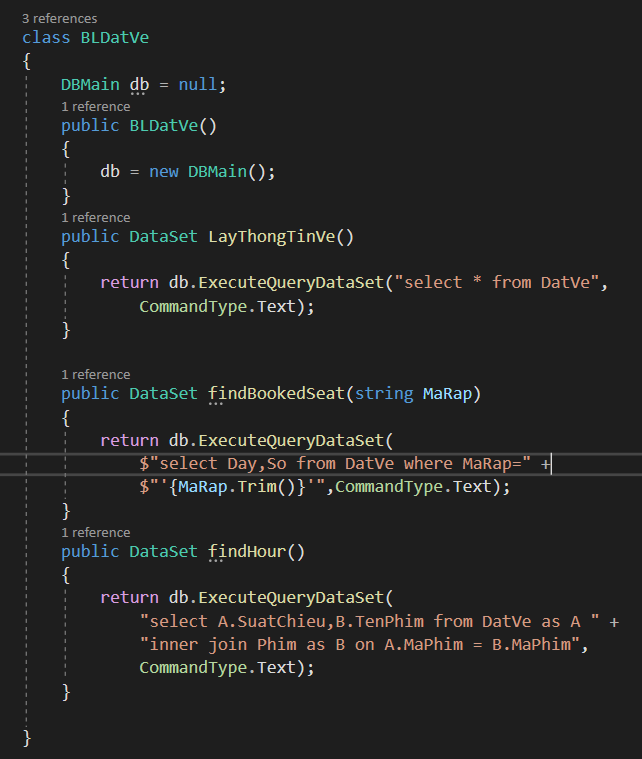 3 references
class BLDatVe
{
DBMain db = null;
1 reference
public BLDatVe()
{
db = new DBMain();
}
1 reference
public DataSet LayThongTinVe()
{
return db.ExecuteQueryDataSet("select * from DatVe",
CommandType.Text);
}
1 reference
public DataSet findBookedSeat(string MaRap)
{
return db.ExecuteQueryDataSet(
$"select Day,So from DatVe where MaRap=" +
$"'{MaRap.Trim()}'",CommandType.Text);
}
1 reference
public DataSet findHour()
{
return db.ExecuteQueryDataSet(
"select A.SuatChieu,B.TenPhim from DatVe as A " +
"inner join Phim as B on A.MaPhim = B.MaPhim",
CommandType.Text);
}
}